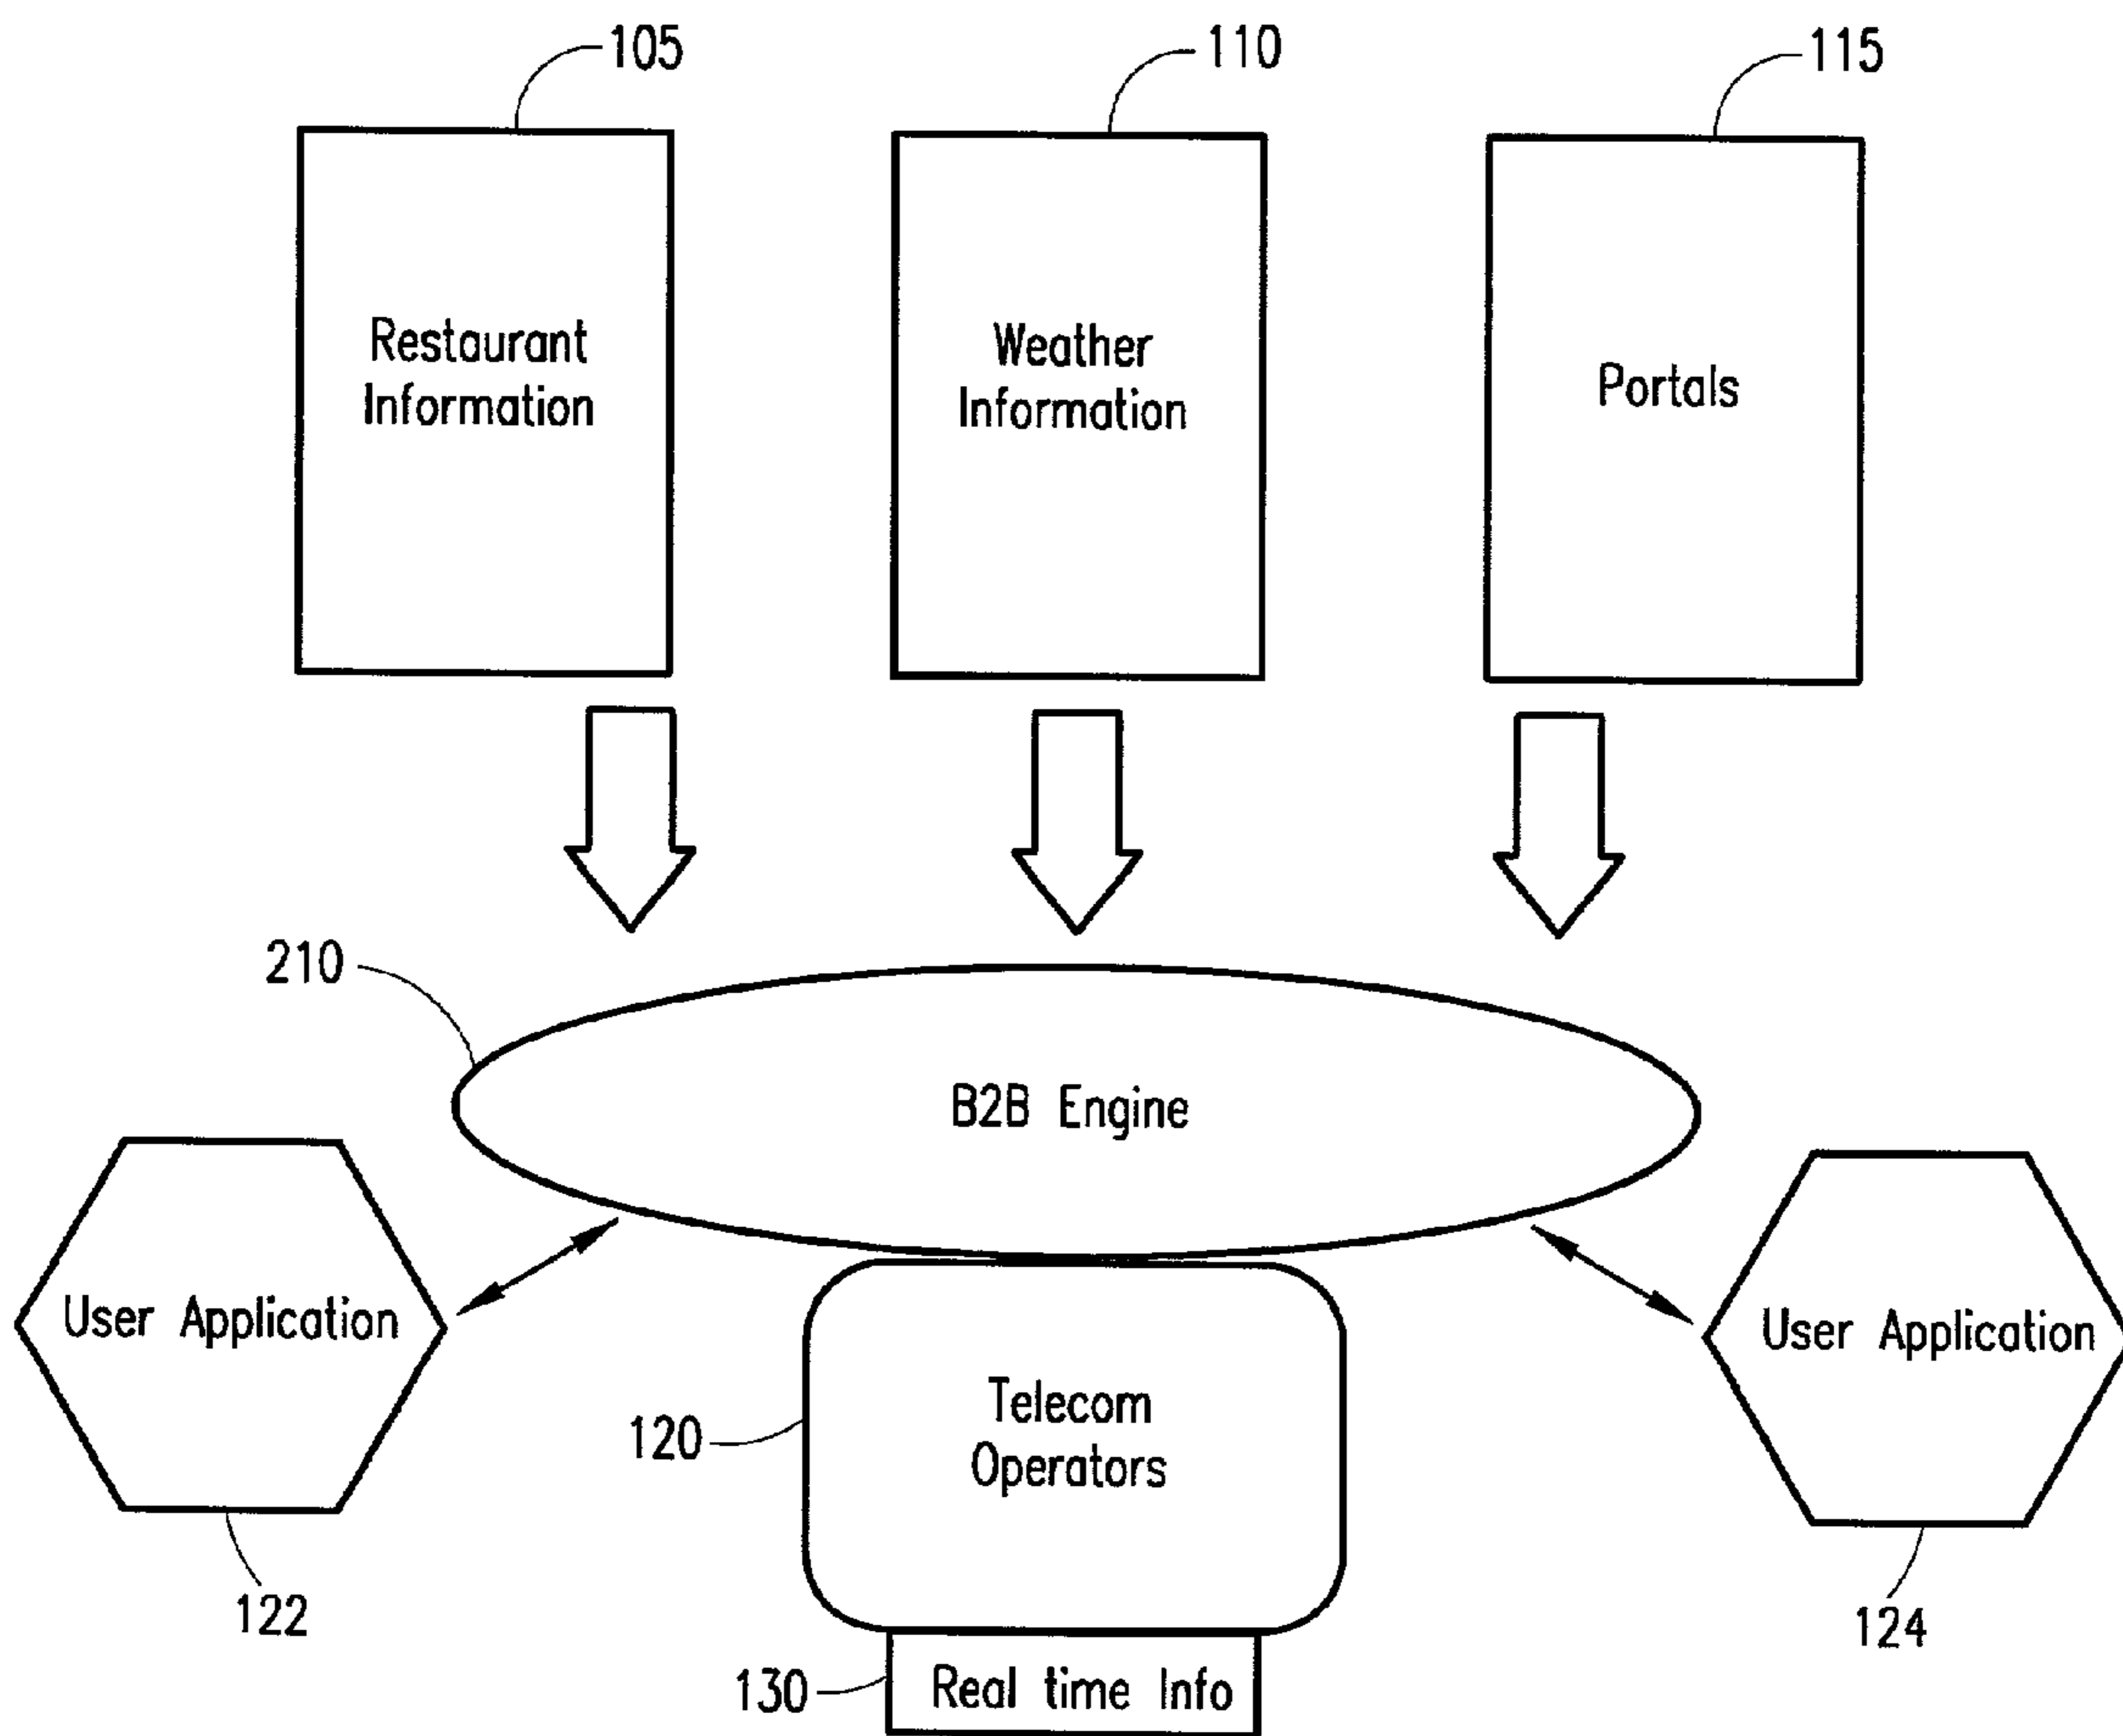 105
110
115
Restaurant
Information
Weather
Information
Portals
210
B2B Engine
User Application
User Application
Telecom
Operators
120
122
124
130
Real time Info